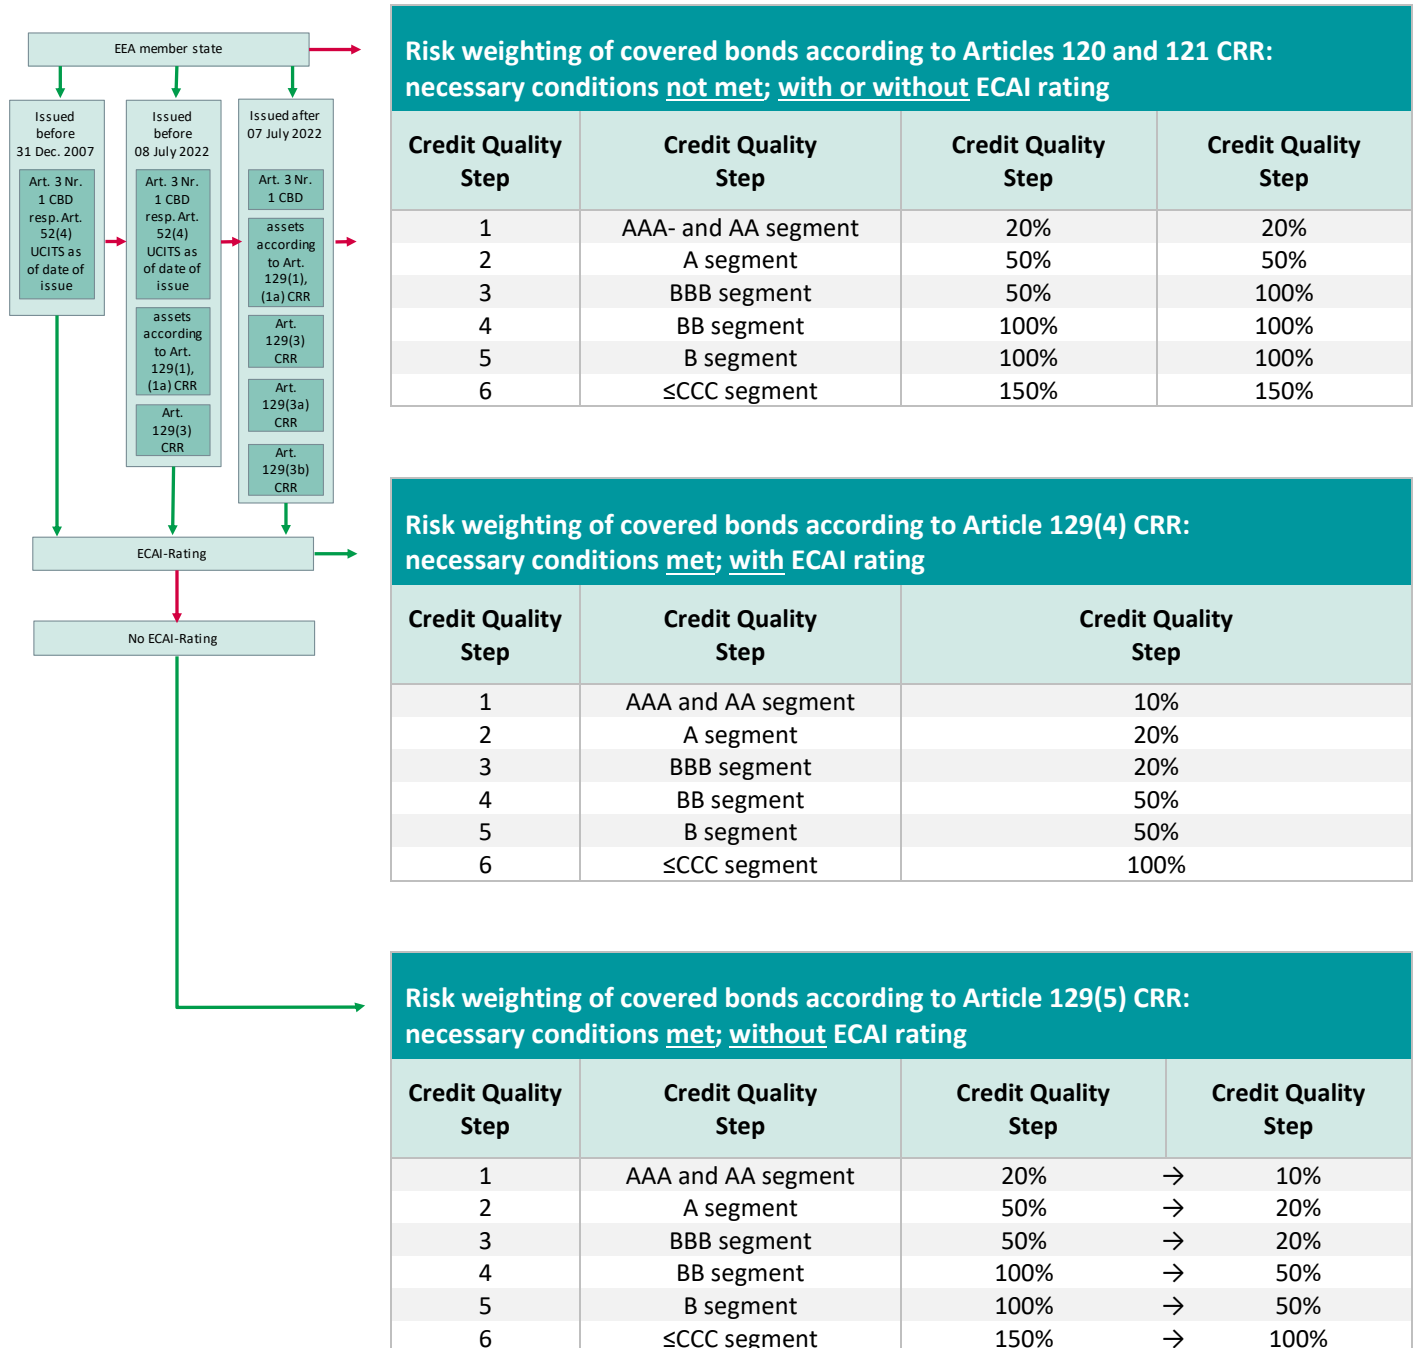 EEA member state
Issued
before
31 Dec. 2007
Art. 3 Nr.
1 CBD
resp. Art.
52(4)
UCITS as
of date of
issue
Issued
before
08 July 2022
Art. 3 Nr.
1 CBD
resp. Art.
52(4)
UCITS as
of date of
issue
assets
according
to Art.
129(1),
(1a) CRR
Art.
129(3)
CRR
Issued after
07 July 2022
Art. 3 Nr.
1 CBD
assets
according
to Art.
129(1),
(1a) CRR
Art.
129(3)
CRR
Art.
129(3a)
CRR
Art.
129(3b)
CRR
ECAI-Rating
No ECAI-Rating
Risk weighting of covered bonds according to Articles 120 and 121 CRR:
necessary conditions not met; with or without ECAI rating
Credit Quality Credit Quality Credit Quality Credit Quality
Step Step Step Step
1 AAA- and AA segment 20% 20%
2 A segment 50% 50%
3 BBB segment 50% 100%
4 BB segment 100% 100%
5 B segment 100% 100%
6 ≤CCC segment 150% 150%
Risk weighting of covered bonds according to Article 129(4) CRR:
necessary conditions met; with ECAI rating
Credit Quality Credit Quality Credit Quality
Step Step Step
1 AAA and AA segment 10%
2 A segment 20%
3 BBB segment 20%
4 BB segment 50%
5 B segment 50%
6 ≤CCC segment 100%
Risk weighting of covered bonds according to Article 129(5) CRR:
necessary conditions met; without ECAI rating
Credit Quality Credit Quality Credit Quality Credit Quality
Step Step Step Step
1 AAA and AA segment 20% → 10%
2 A segment 50% → 20%
3 BBB segment 50% → 20%
4 BB segment 100% → 50%
5 B segment 100% → 50%
6 ≤CCC segment 150% → 100%